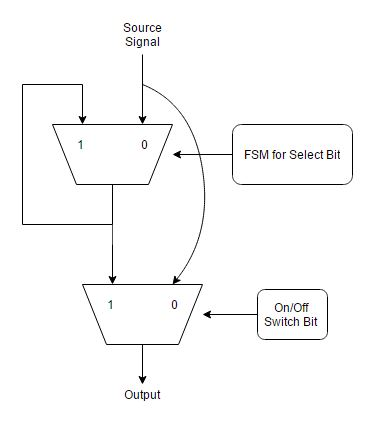 Source
Signal
1 0
FSM for Select Bit
1 0
On/Off
Switch Bit
Output